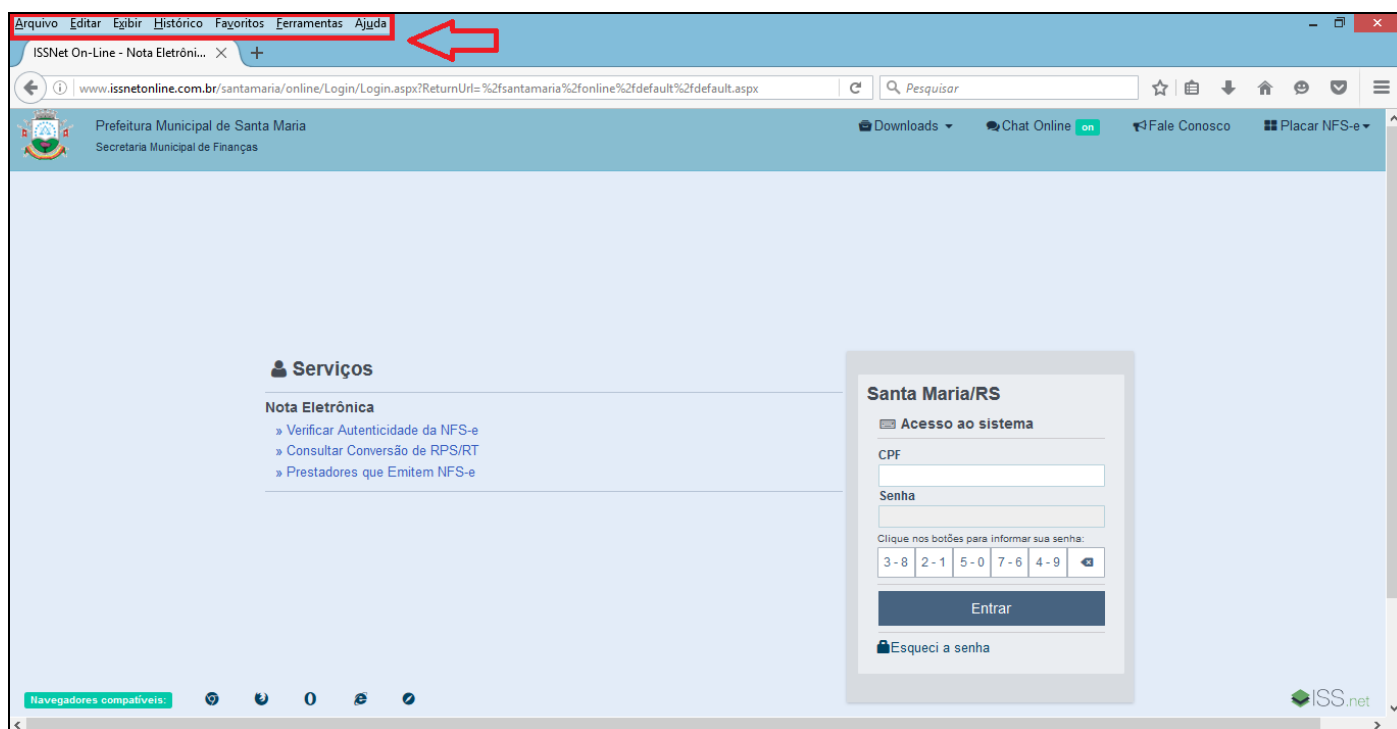 Arquivo Editar Exibir Histórico Favoritos Ferramentas Ajuda
ISSNet On-Line - Nota Eletrôni...
www.issnetonline.com.br/santamaria/online/Login/Login.aspx?ReturnUrl=%2fsantamaria%2fonline%2fdefault%2fdefault.aspx
Pesquisar
Prefeitura Municipal de Santa Maria
Secretaria Municipal de Finanças
Downloads Chat Online on Fale Conosco Placar NFS-e
Serviços
Nota Eletrônica
» Verificar Autenticidade da NFS-e
» Consultar Conversão de RPS/RT
» Prestadores que Emitem NFS-e
Santa Maria/RS
Acesso ao sistema
CPF
Senha
Clique nos botões para informar sua senha:
3 - 8 2 - 1 5 - 0 7 - 6 4 - 9
Entrar
Esqueci a senha
Navegadores compatíveis:
ISS.net